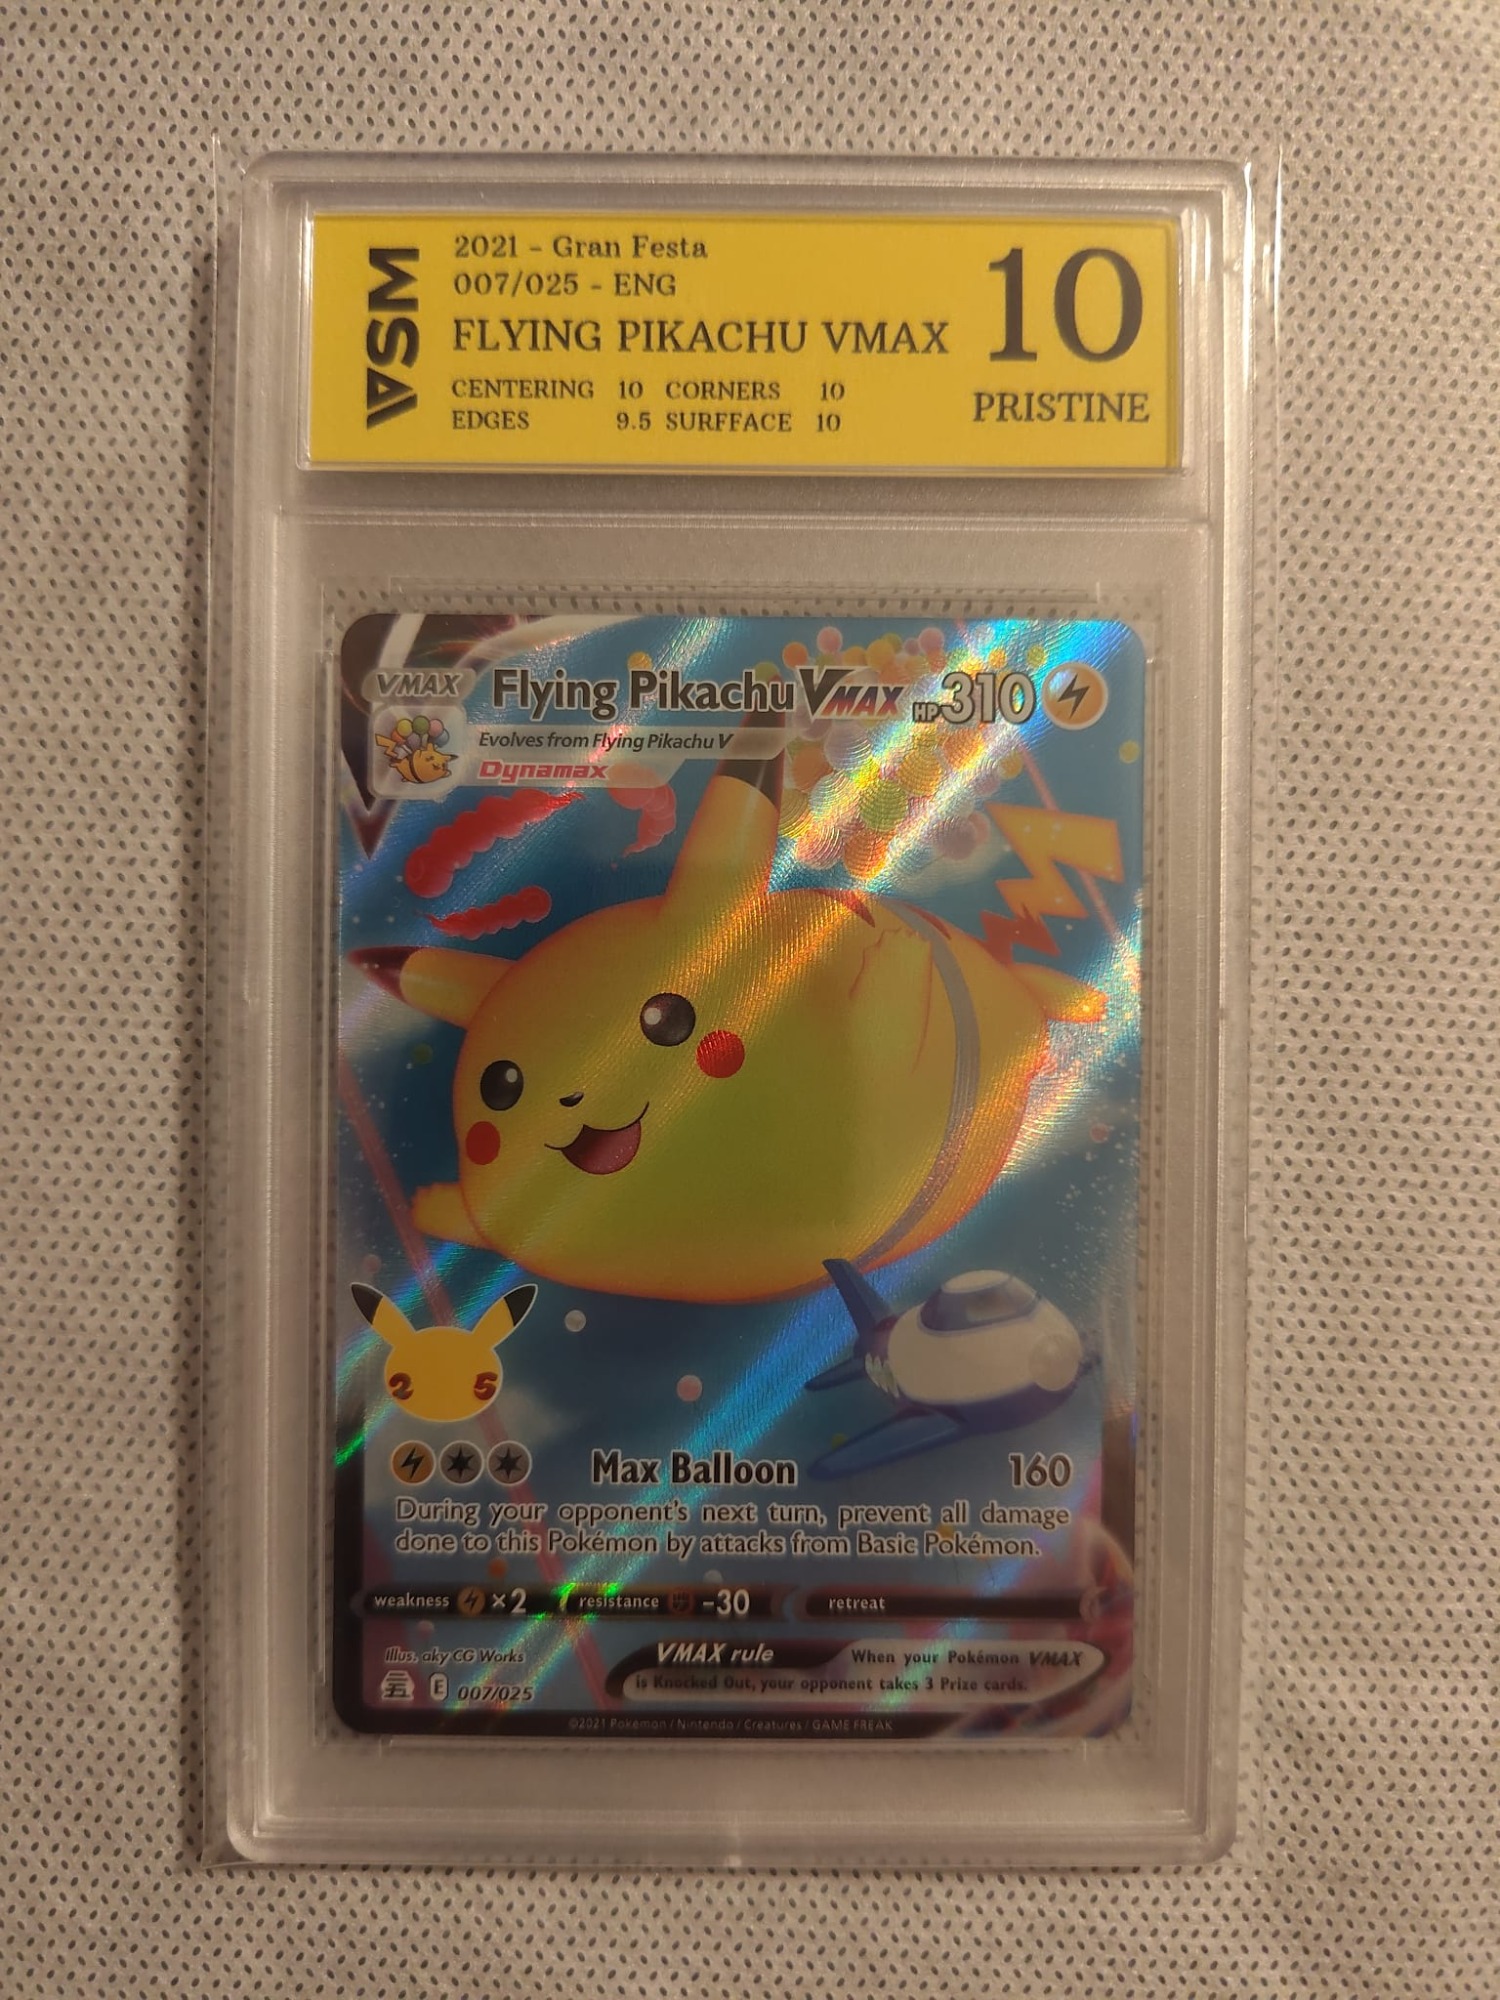 ASM
2021 - Gran Festa
007/025 - ENG
FLYING PIKACHU VMAX
CENTERING 10 CORNERS 10
EDGES 9.5 SURFFACE 10
10
PRISTINE
VMAX Flying Pikachu VMAX HP 310
Evolves from Flying Pikachu V
Dynamax
25
Max Balloon 160
During your opponent's next turn, prevent all damage
done to this Pokémon by attacks from Basic Pokémon.
weakness ×2 resistance -30 retreat
Illus. aky CG Works
E 007/025
VMAX rule When your Pokémon VMAX
is Knocked Out, your opponent takes 3 Prize cards.
©2021 Pokémon / Nintendo / Creatures / GAME FREAK